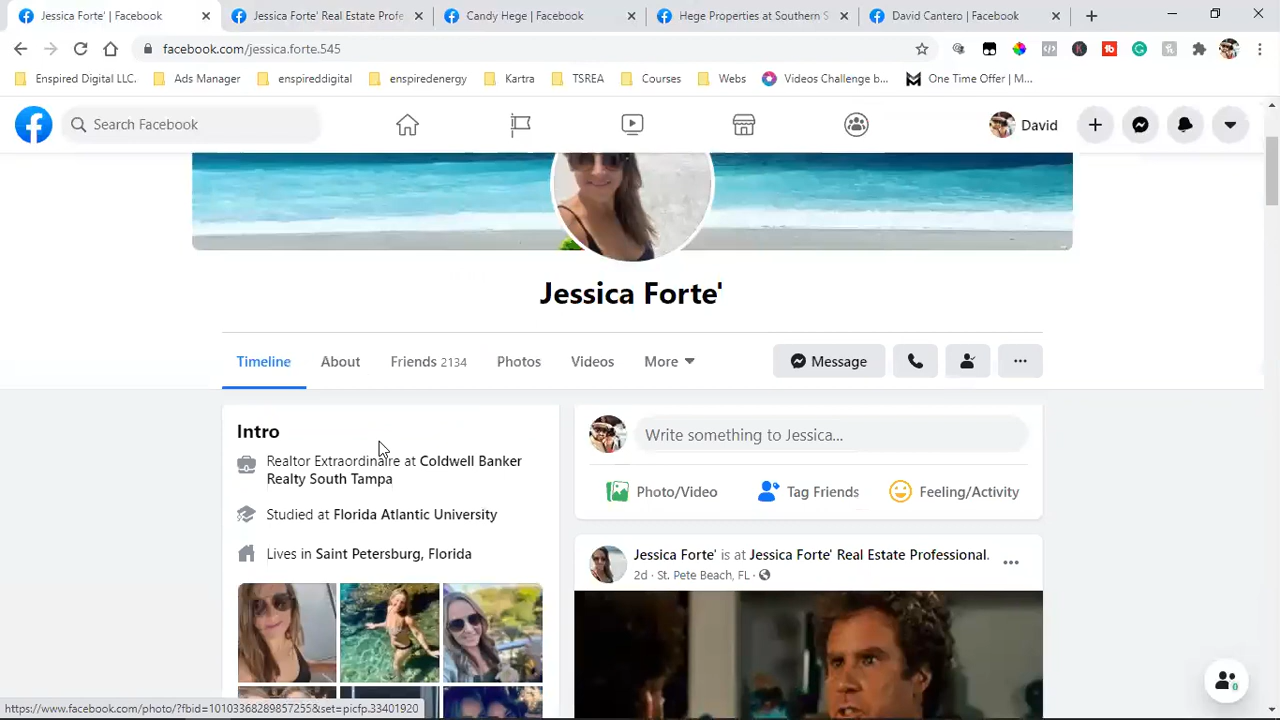 Jessica Forte' | Facebook
Jessica Forte' Real Estate Profe
Candy Hege | Facebook
Hege Properties at Southern S
David Cantero | Facebook
facebook.com/jessica.forte.545
Enspired Digital LLC.
Ads Manager
enspireddigital
enspiredenergy
Kartra
TSREA
Courses
Webs
Videos Challenge b...
One Time Offer | M...
Search Facebook
David
Jessica Forte'
Timeline
About
Friends 2134
Photos
Videos
More
Message
Intro
Realtor Extraordinaire at Coldwell Banker
Realty South Tampa
Studied at Florida Atlantic University
Lives in Saint Petersburg, Florida
Write something to Jessica...
Photo/Video
Tag Friends
Feeling/Activity
Jessica Forte' is at Jessica Forte' Real Estate Professional.
2d · St. Pete Beach, FL ·
https://www.facebook.com/photo/?fbid=10103368289857255&set=picfp.33401920